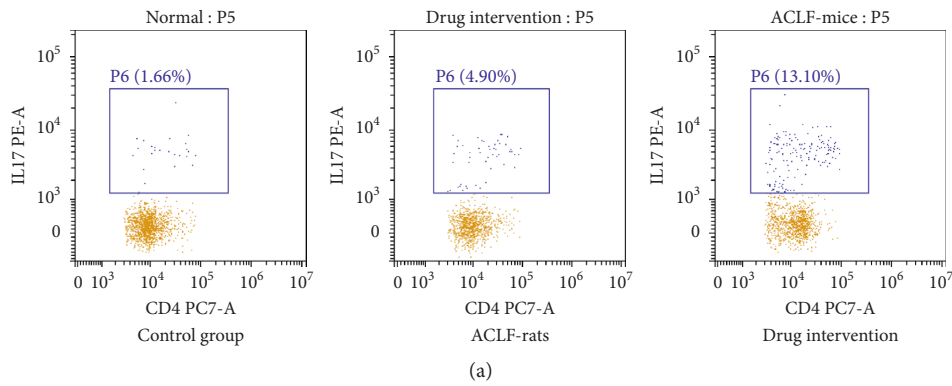 Normal : P5
10^5
P6 (1.66%)
10^4
10^3
0
IL17 PE-A
0 10^3 10^4 10^5 10^6 10^7
CD4 PC7-A
Control group
Drug intervention : P5
10^5
P6 (4.90%)
10^4
10^3
0
IL17 PE-A
0 10^3 10^4 10^5 10^6 10^7
CD4 PC7-A
ACLF-rats
ACLF-mice : P5
10^5
P6 (13.10%)
10^4
10^3
0
IL17 PE-A
0 10^3 10^4 10^5 10^6 10^7
CD4 PC7-A
Drug intervention
(a)